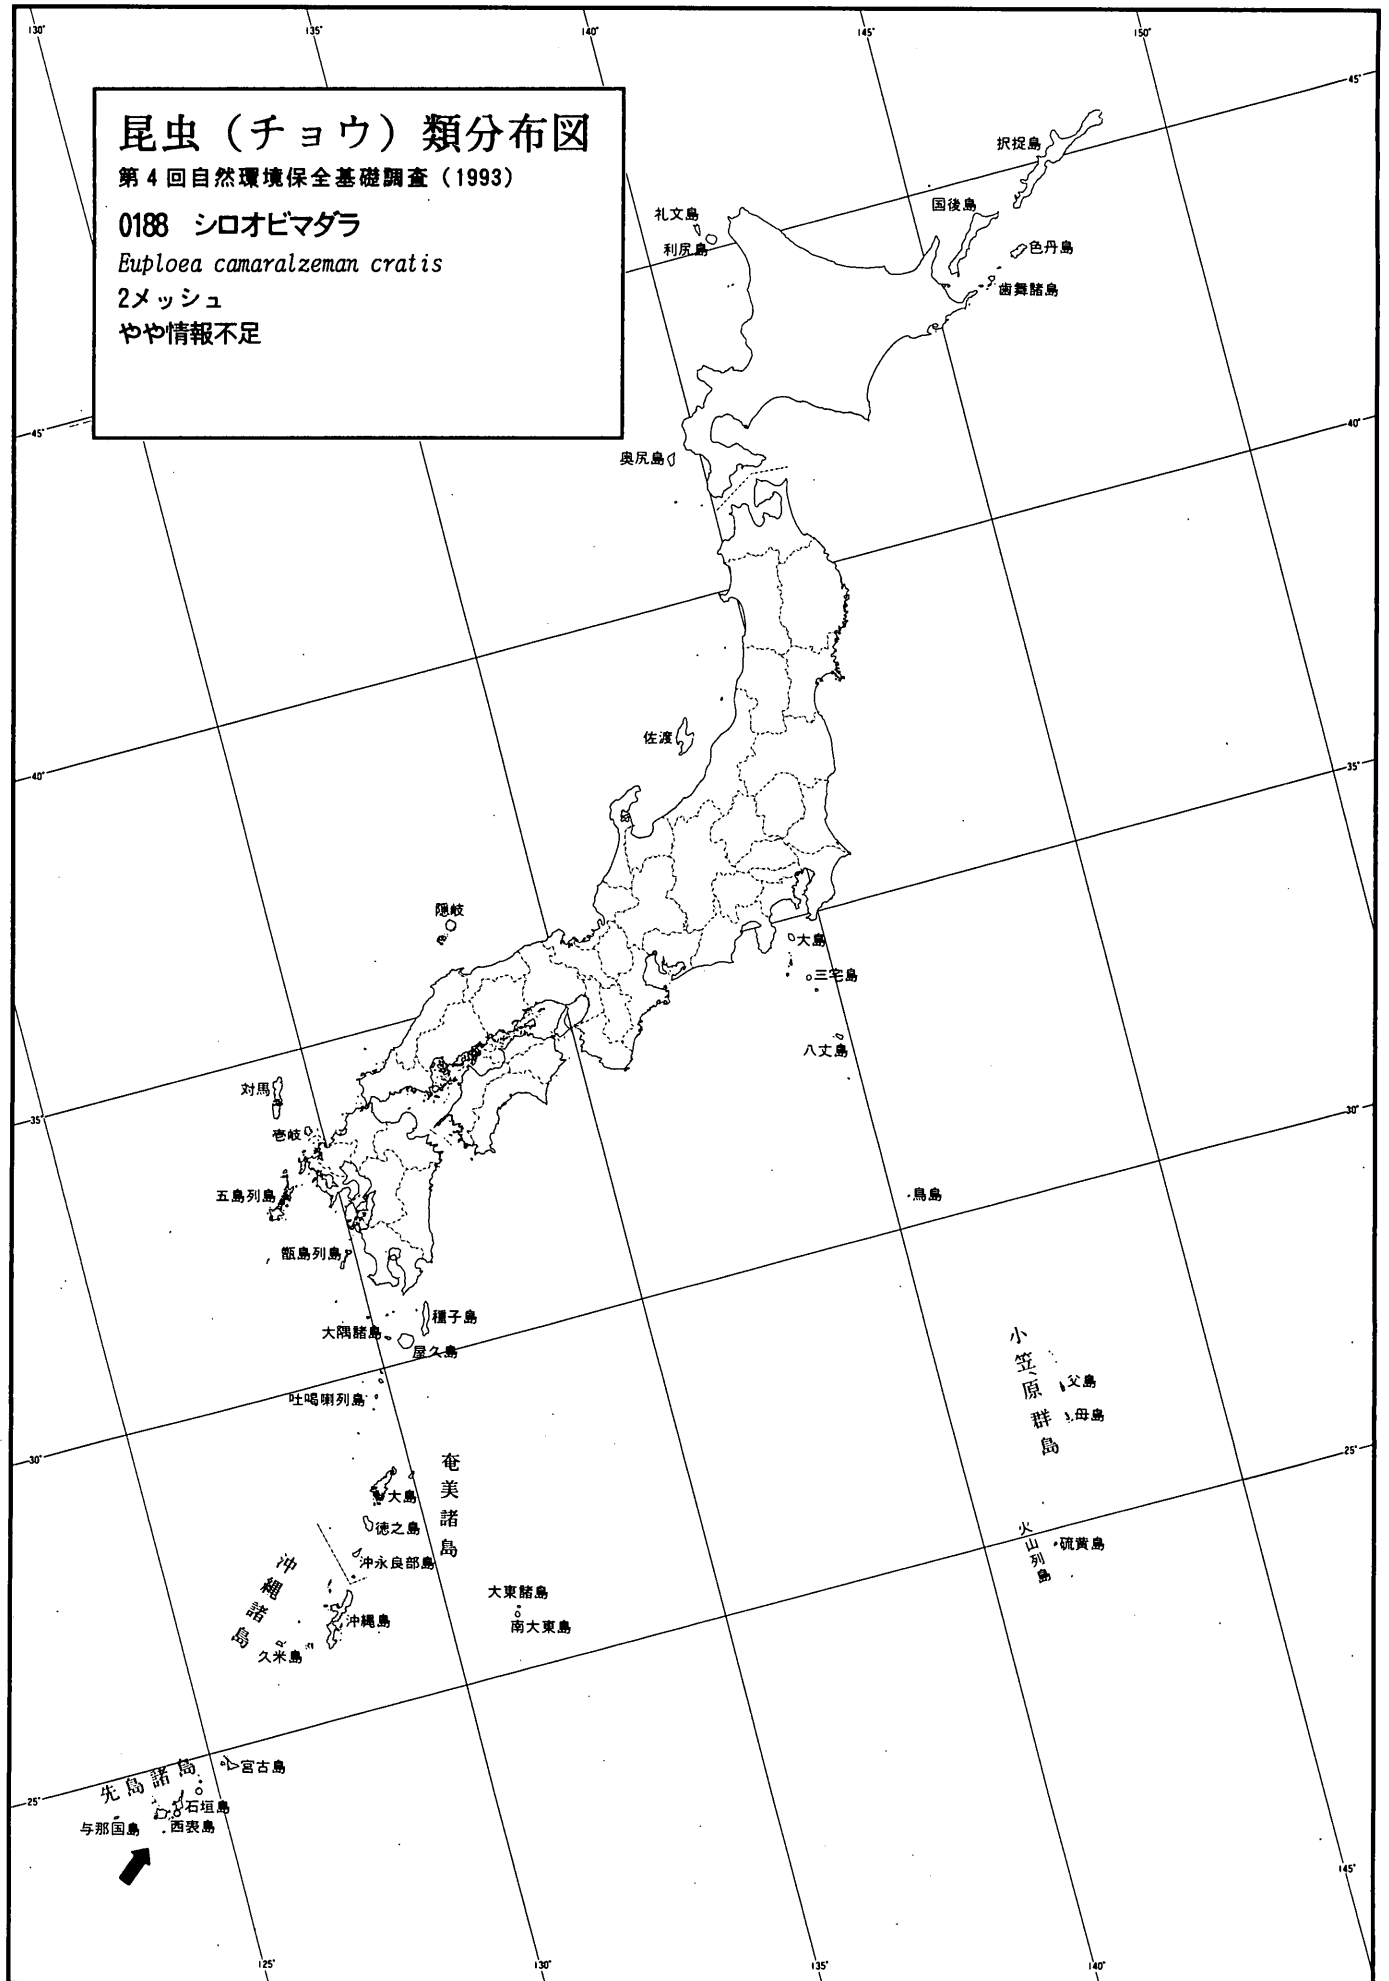 130°
135°
140°
145°
150°
45°
昆虫（チョウ）類分布図
第４回自然環境保全基礎調査（1993）
0188 シロオビマダラ
Euploea camaralzeman cratis
2メッシュ
やや情報不足
択捉島
国後島
色丹島
歯舞諸島
礼文島
利尻島
45°
40°
奥尻島
佐渡
40°
35°
隠岐
大島
三宅島
八丈島
対馬
壱岐
35°
30°
五島列島
鳥島
甑島列島
種子島
大隅諸島
屋久島
吐噶喇列島
小笠原群島
父島
母島
30°
25°
奄美諸島
大島
徳之島
沖永良部島
火山列島
硫黄島
沖縄諸島
沖縄島
久米島
大東諸島
南大東島
先島諸島
宮古島
石垣島
西表島
与那国島
25°
145°
125°
130°
135°
140°